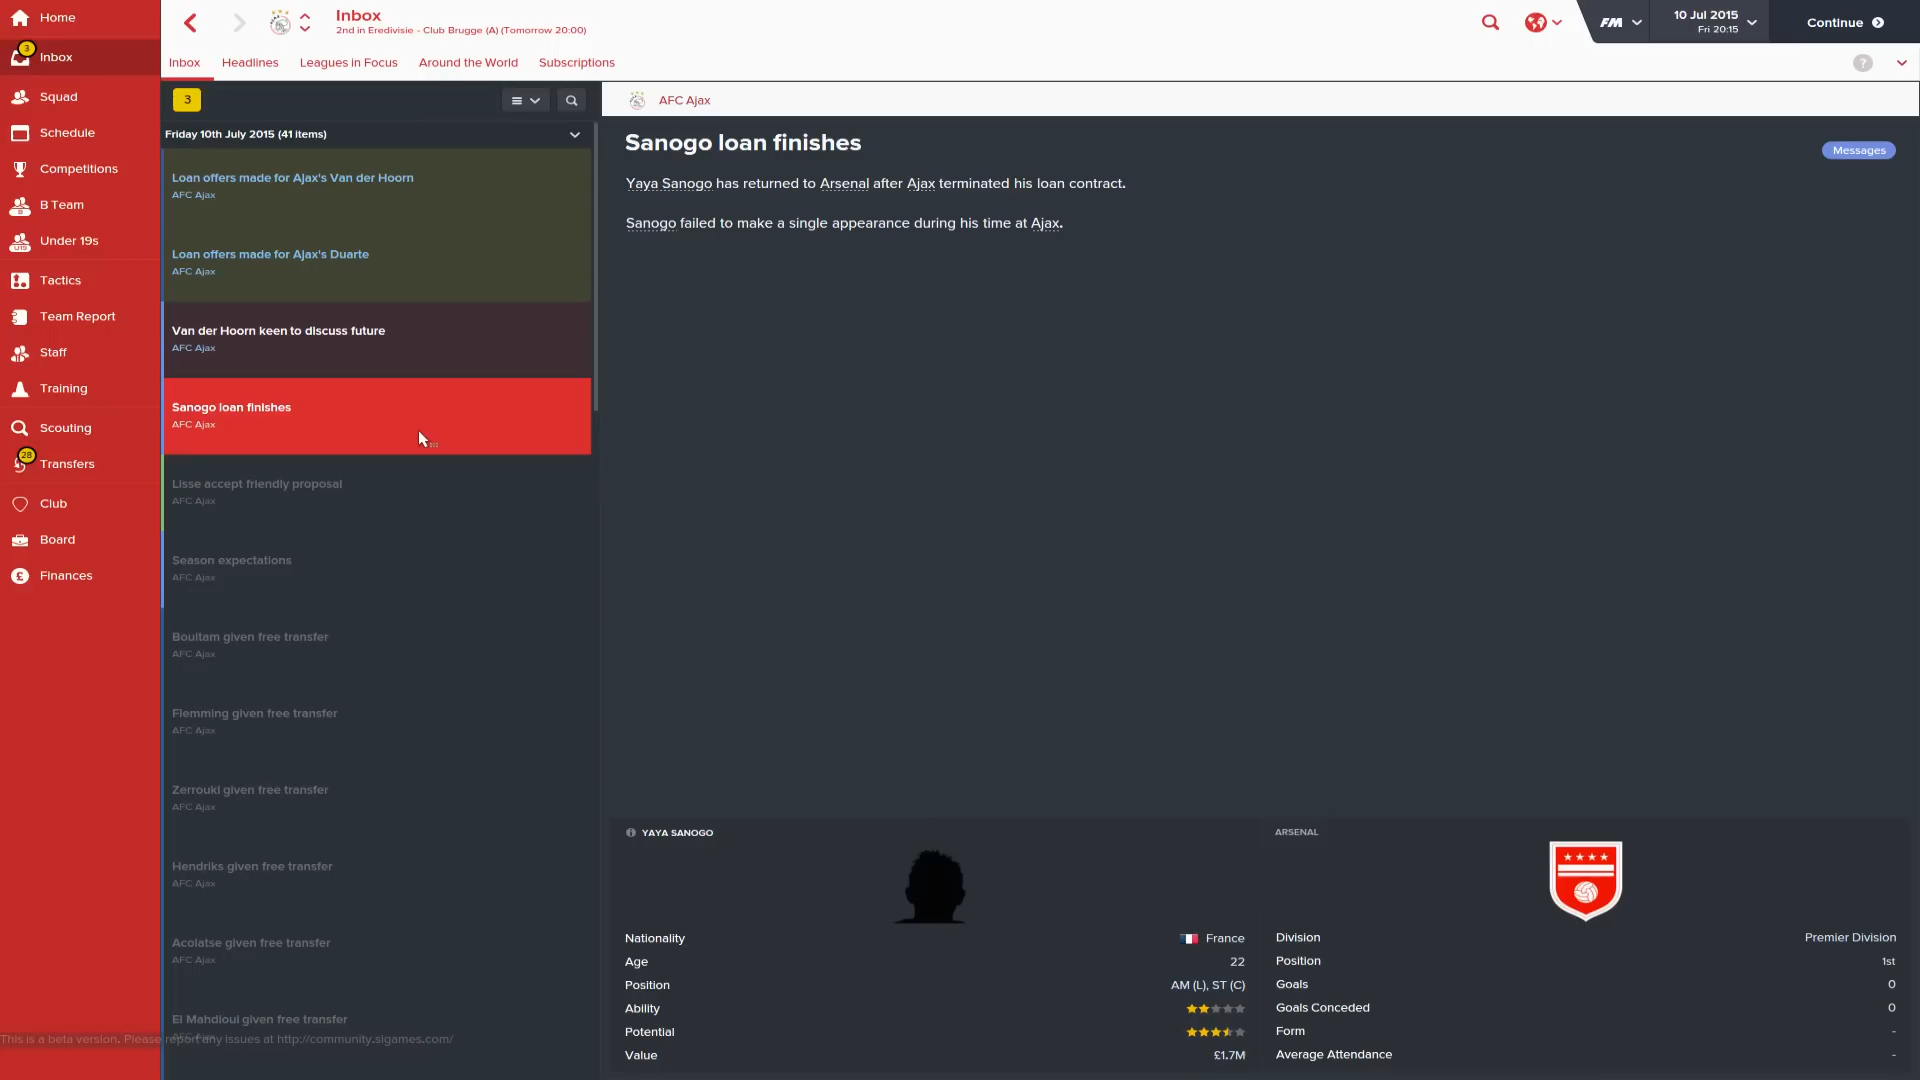 Home
3
Inbox
Squad
Schedule
Competitions
B Team
Under 19s
Tactics
Team Report
Staff
Training
Scouting
28
Transfers
Club
Board
Finances
Inbox
2nd in Eredivisie - Club Brugge (A) (Tomorrow 20:00)
FM
10 Jul 2015
Fri 20:15
Continue
Inbox
Headlines
Leagues in Focus
Around the World
Subscriptions
?
3
Friday 10th July 2015 (41 items)
Loan offers made for Ajax's Van der Hoorn
AFC Ajax
Loan offers made for Ajax's Duarte
AFC Ajax
Van der Hoorn keen to discuss future
AFC Ajax
Sanogo loan finishes
AFC Ajax
Lisse accept friendly proposal
AFC Ajax
Season expectations
AFC Ajax
Boultam given free transfer
AFC Ajax
Flemming given free transfer
AFC Ajax
Zerrouki given free transfer
AFC Ajax
Hendriks given free transfer
AFC Ajax
Acolatse given free transfer
AFC Ajax
El Mahdioui given free transfer
AFC Ajax
This is a beta version. Please report any issues at http://community.sigames.com/
AFC Ajax
Sanogo loan finishes
Messages
Yaya Sanogo has returned to Arsenal after Ajax terminated his loan contract.
Sanogo failed to make a single appearance during his time at Ajax.
YAYA SANOGO
Nationality France
Age 22
Position AM (L), ST (C)
Ability
Potential
Value £1.7M
ARSENAL
Division Premier Division
Position 1st
Goals 0
Goals Conceded 0
Form -
Average Attendance -